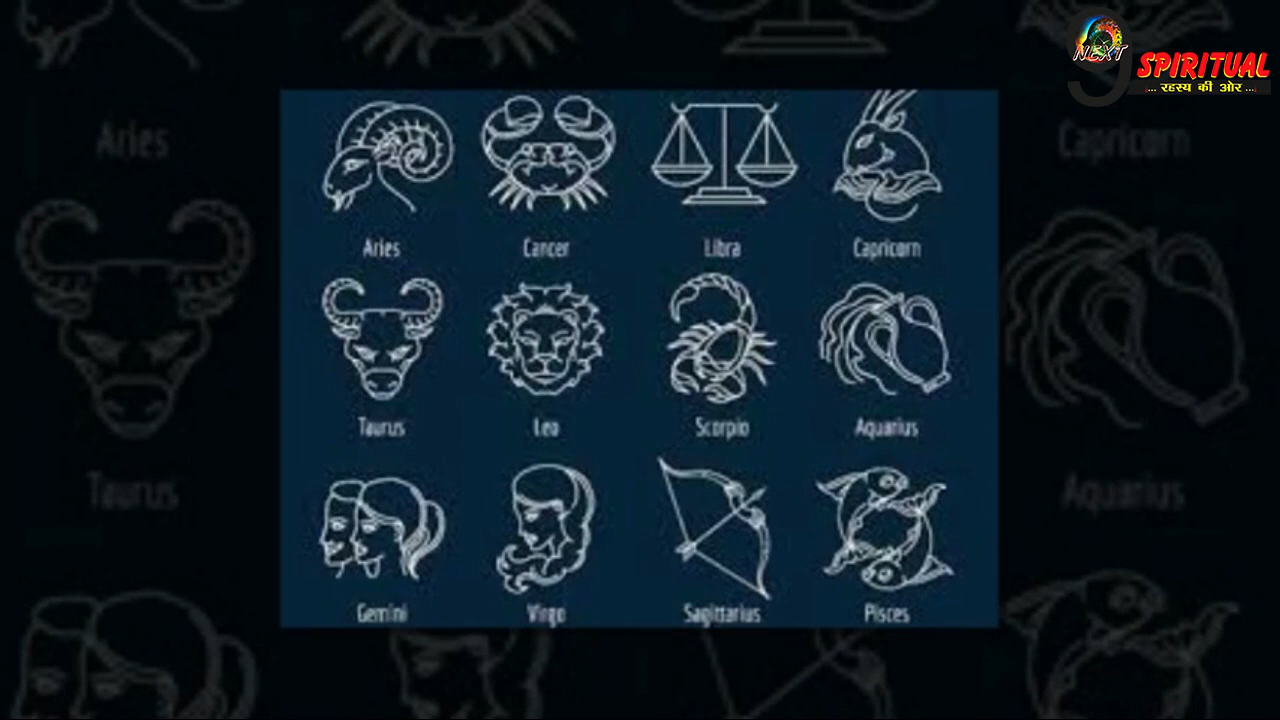 NEXT
9
SPIRITUAL
... रहस्य की ओर ...
Aries Cancer Libra Capricorn
Taurus Leo Scorpio Aquarius
Gemini Virgo Sagittarius Pisces
Aries Capricorn
Taurus Aquarius